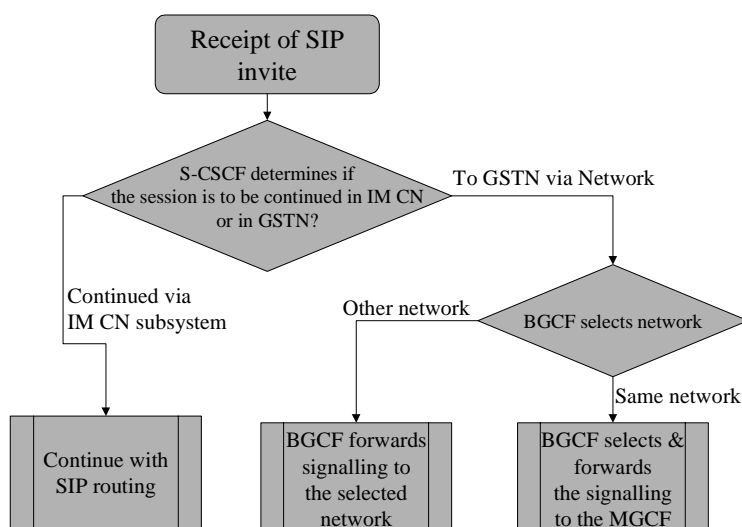 Receipt of SIP
invite
S-CSCF determines if
the session is to be continued in IM CN
or in GSTN?
To GSTN via Network
Continued via
IM CN subsystem
Other network
BGCF selects network
Same network
Continue with
SIP routing
BGCF forwards
signalling to
the selected
network
BGCF selects &
forwards
the signalling
to the MGCF